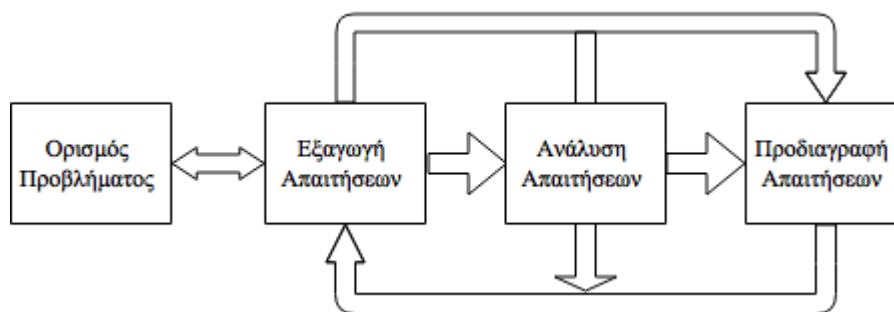 Ορισμός
Προβλήματος
Εξαγωγή
Απαιτήσεων
Ανάλυση
Απαιτήσεων
Προδιαγραφή
Απαιτήσεων